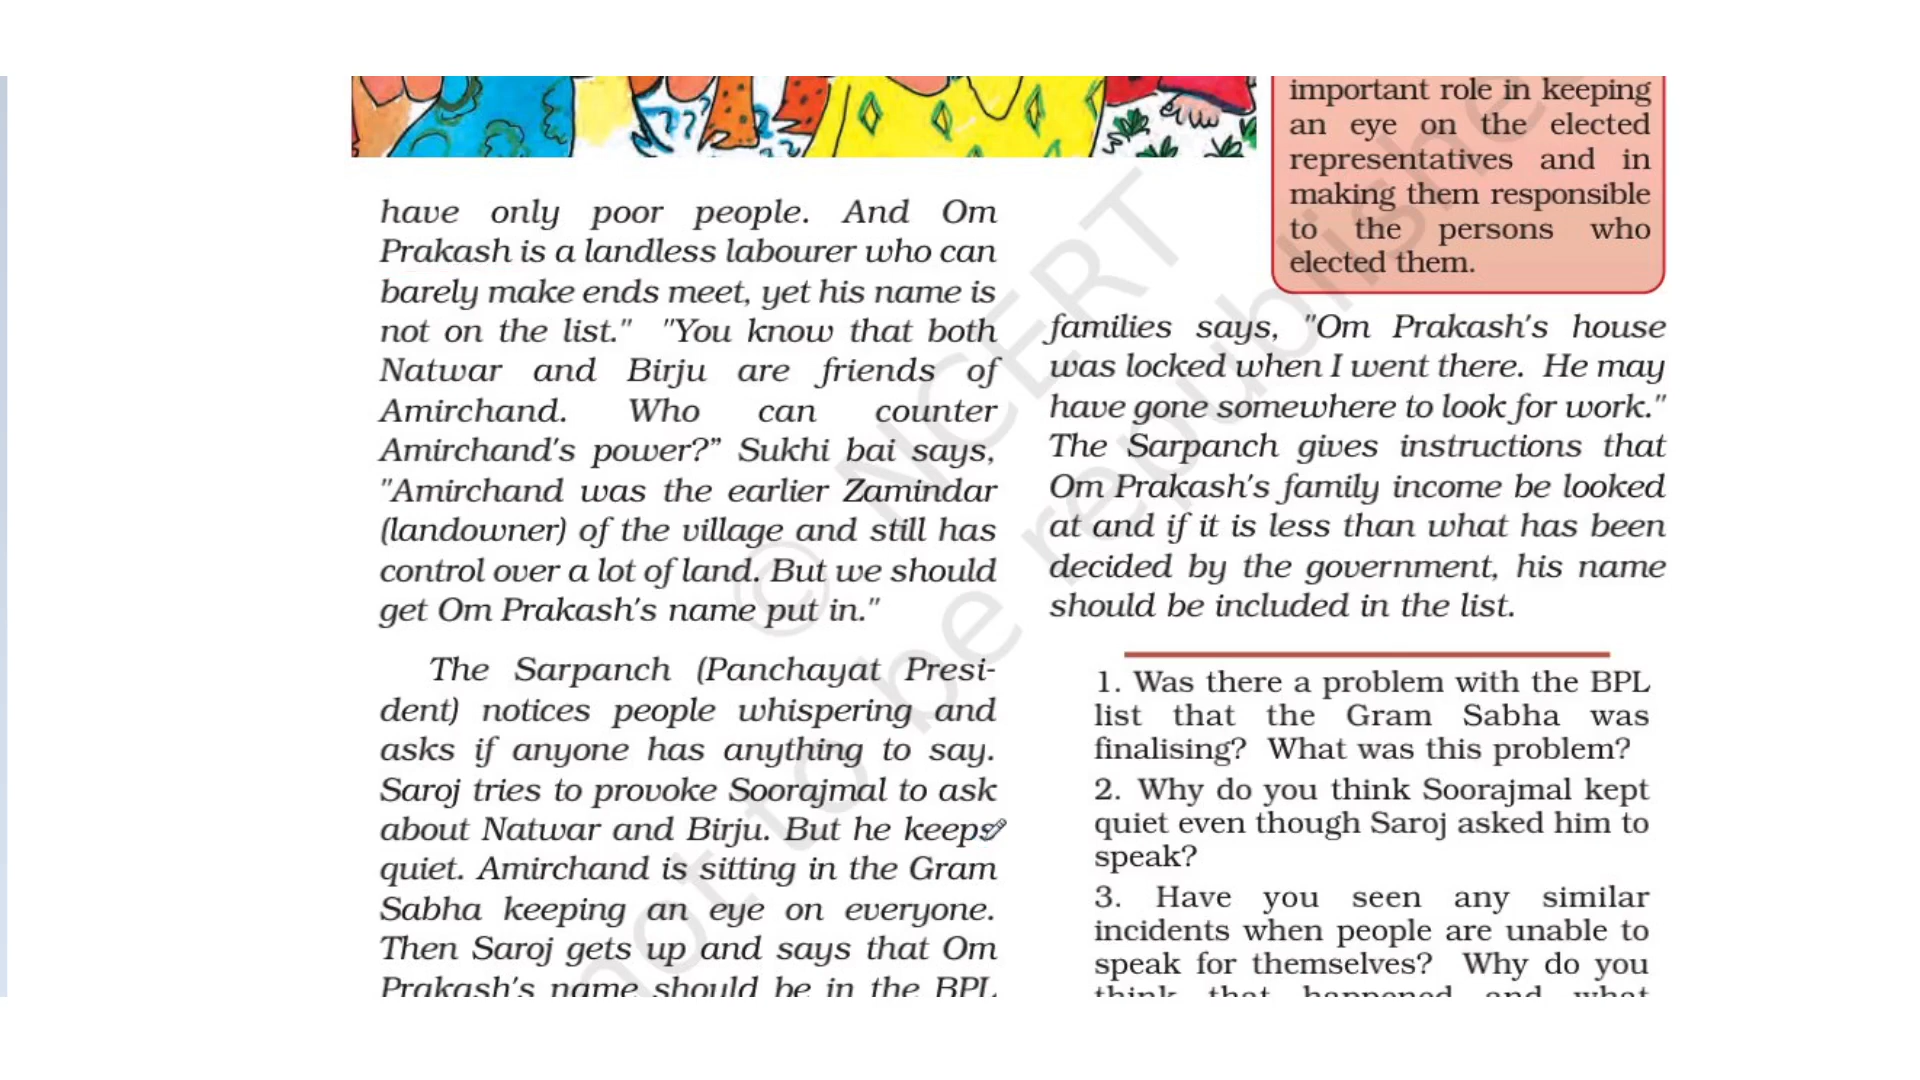 have only poor people. And Om
Prakash is a landless labourer who can
barely make ends meet, yet his name is
not on the list." "You know that both
Natwar and Birju are friends of
Amirchand. Who can counter
Amirchand's power?” Sukhi bai says,
"Amirchand was the earlier Zamindar
(landowner) of the village and still has
control over a lot of land. But we should
get Om Prakash's name put in."
The Sarpanch (Panchayat Presi-
dent) notices people whispering and
asks if anyone has anything to say.
Saroj tries to provoke Soorajmal to ask
about Natwar and Birju. But he keeps
quiet. Amirchand is sitting in the Gram
Sabha keeping an eye on everyone.
Then Saroj gets up and says that Om
Prakash's name should be in the BPL
important role in keeping
an eye on the elected
representatives and in
making them responsible
to the persons who
elected them.
families says, "Om Prakash's house
was locked when I went there. He may
have gone somewhere to look for work."
The Sarpanch gives instructions that
Om Prakash's family income be looked
at and if it is less than what has been
decided by the government, his name
should be included in the list.
1. Was there a problem with the BPL
list that the Gram Sabha was
finalising? What was this problem?
2. Why do you think Soorajmal kept
quiet even though Saroj asked him to
speak?
3. Have you seen any similar
incidents when people are unable to
speak for themselves? Why do you
think that happened and what
© NCERT
not to be republished